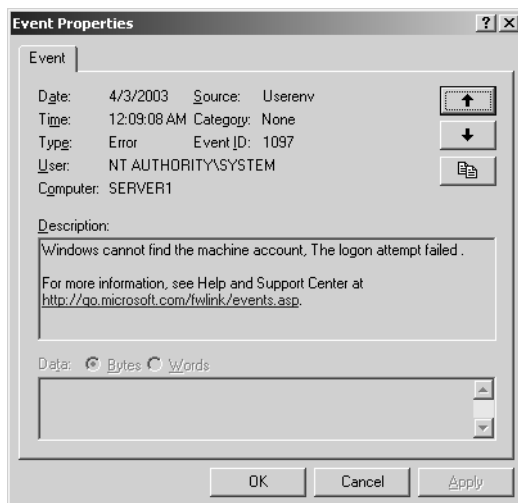 Event Properties
Event
Date: 4/3/2003 Source: Userenv
Time: 12:09:08 AM Category: None
Type: Error Event ID: 1097
User: NT AUTHORITY\SYSTEM
Computer: SERVER1
Description:
Windows cannot find the machine account, The logon attempt failed .
For more information, see Help and Support Center at
http://go.microsoft.com/fwlink/events.asp.
Data: Bytes Words
OK Cancel Apply